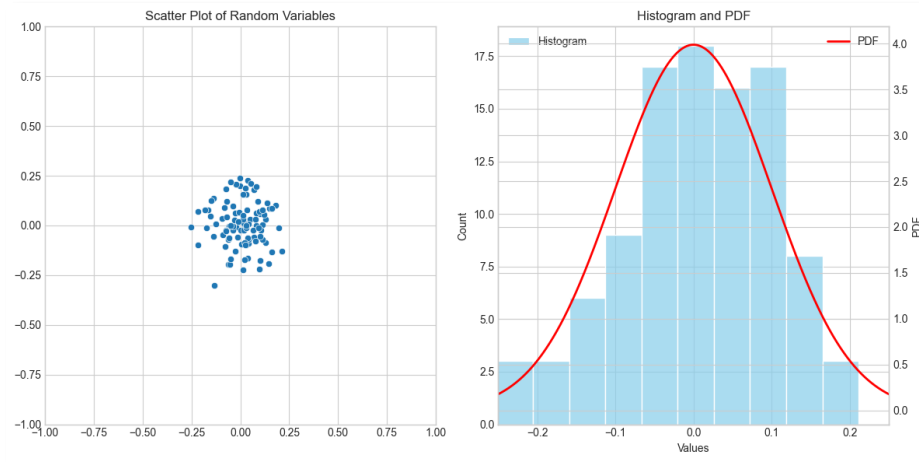 Scatter Plot of Random Variables
1.00
0.75
0.50
0.25
0.00
−0.25
−0.50
−0.75
−1.00
−1.00 −0.75 −0.50 −0.25 0.00 0.25 0.50 0.75 1.00
Histogram and PDF
Histogram
PDF
17.5
15.0
12.5
10.0
7.5
5.0
2.5
0.0
Count
4.0
3.5
3.0
2.5
2.0
1.5
1.0
0.5
0.0
PDF
−0.2 −0.1 0.0 0.1 0.2
Values